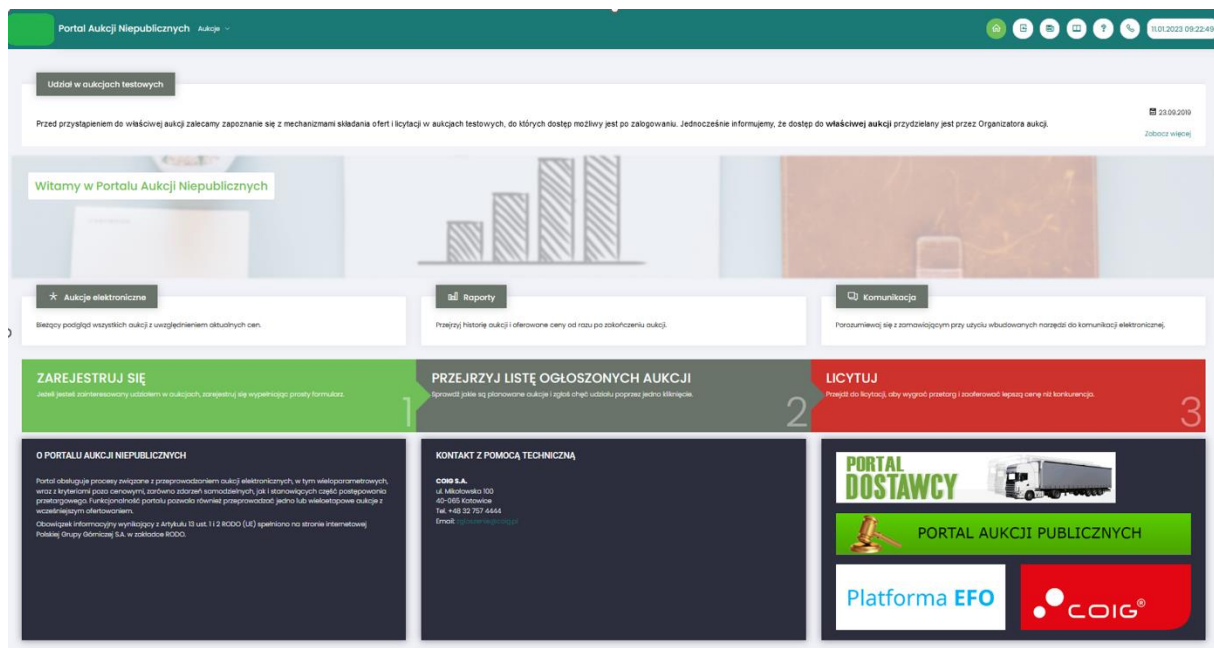 Portal Aukcji Niepublicznych Aukcje
11.01.2023 09:22:49
Udział w aukcjach testowych
23.09.2019
Przed przystąpieniem do właściwej aukcji zalecamy zapoznanie się z mechanizmami składania ofert i licytacji w aukcjach testowych, do których dostęp możliwy jest po zalogowaniu. Jednocześnie informujemy, że dostęp do właściwej aukcji przydzielany jest przez Organizatora aukcji.
Zobacz więcej
Witamy w Portalu Aukcji Niepublicznych
Aukcje elektroniczne
Bieżący podgląd wszystkich aukcji z uwzględnieniem aktualnych cen.
Raporty
Przejrzyj historię aukcji i oferowane ceny od razu po zakończeniu aukcji.
Komunikacja
Porozumiewaj się z zamawiającym przy użyciu wbudowanych narzędzi do komunikacji elektronicznej.
ZAREJESTRUJ SIĘ
Jeżeli jesteś zainteresowany udziałem w aukcjach, zarejestruj się wypełniając prosty formularz.
1
PRZEJRZYJ LISTĘ OGŁOSZONYCH AUKCJI
Sprawdź jakie są planowane aukcje i zgłoś chęć udziału poprzez jedno kliknięcie.
2
LICYTUJ
Przejdź do licytacji, aby wygrać przetarg i zaoferować lepszą cenę niż konkurencja.
3
O PORTALU AUKCJI NIEPUBLICZNYCH
Portal obsługuje procesy związane z przeprowadzaniem aukcji elektronicznych, w tym wieloparametrowych,
wraz z kryteriami poza cenowymi, zarówno zdarzeń samodzielnych, jak i stanowiących część postępowania
przetargowego. Funkcjonalność portalu pozwala również przeprowadzać jedno lub wieloetapowe aukcje z
wcześniejszym ofertowaniem.
Obowiązek informacyjny wynikający z Artykułu 13 ust. 1 i 2 RODO (UE) spełniono na stronie internetowej
Polskiej Grupy Górniczej S.A. w zakładce RODO.
KONTAKT Z POMOCĄ TECHNICZNĄ
COIG S.A.
ul. Mikołowska 100
40-065 Katowice
Tel. +48 32 757 4444
Email: zgloszenie@coig.pl
PORTAL
DOSTAWCY
PORTAL AUKCJI PUBLICZNYCH
Platforma EFO
COIG®